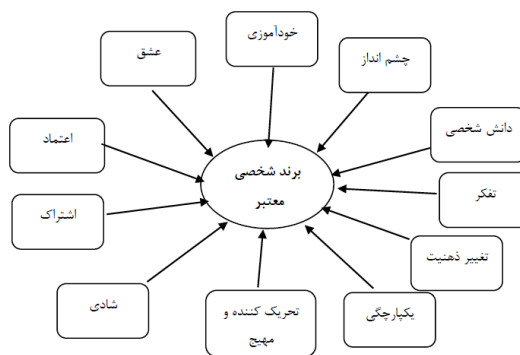 خودآموزی
عشق
چشم انداز
دانش شخصی
اعتماد
برند شخصی
معتبر
تفکر
اشتراک
تغییر ذهنیت
شادی
تحریک کننده و
مهیج
یکپارچگی